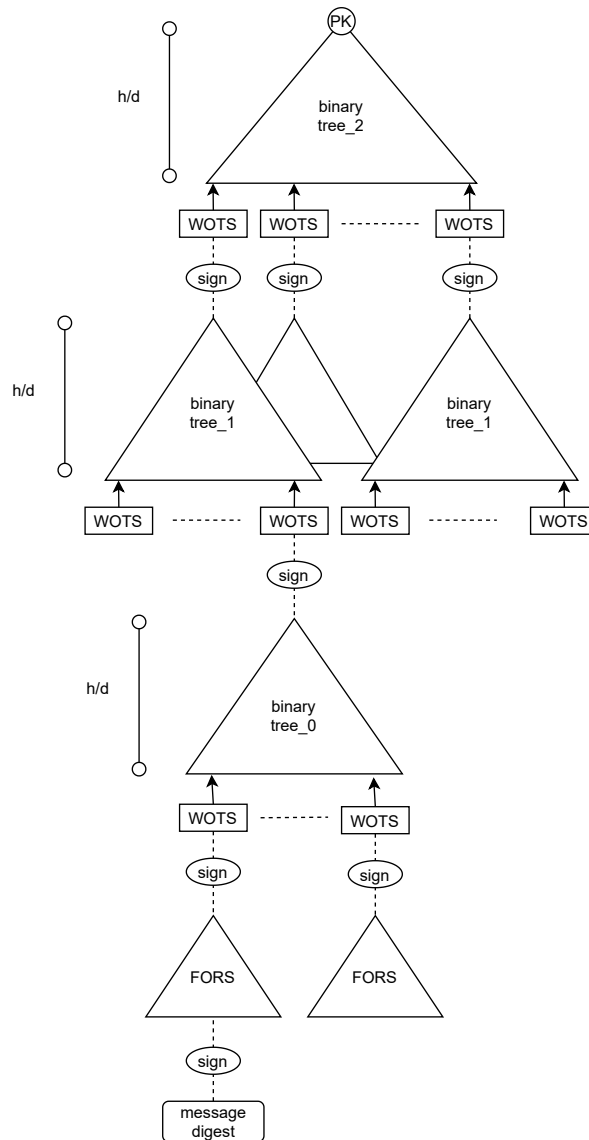 PK
h/d
binary
tree_2
WOTS
WOTS
WOTS
sign
sign
sign
h/d
binary
tree_1
binary
tree_1
WOTS
WOTS
WOTS
WOTS
sign
h/d
binary
tree_0
WOTS
WOTS
sign
sign
FORS
FORS
sign
message
digest